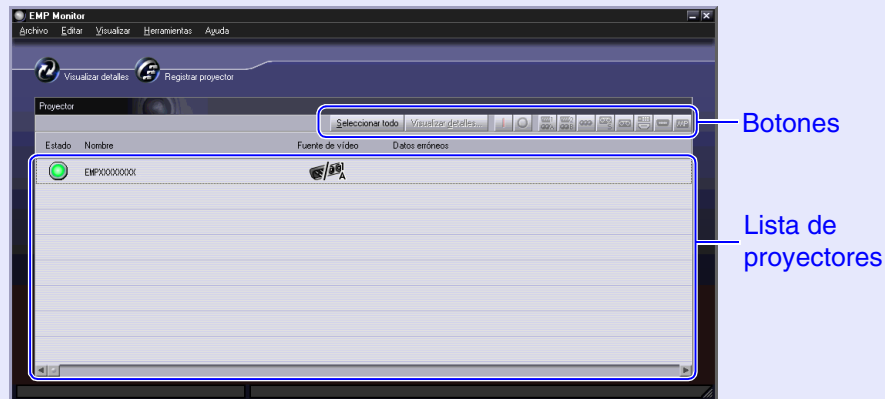 EMP Monitor
Archivo Editar Visualizar Herramientas Ayuda
Visualizar detalles Registrar proyector
Proyector
Seleccionar todo Visualizar detalles...
Botones
Estado Nombre Fuente de vídeo Datos erróneos
EMPXXXXXXXX
A
Lista de
proyectores